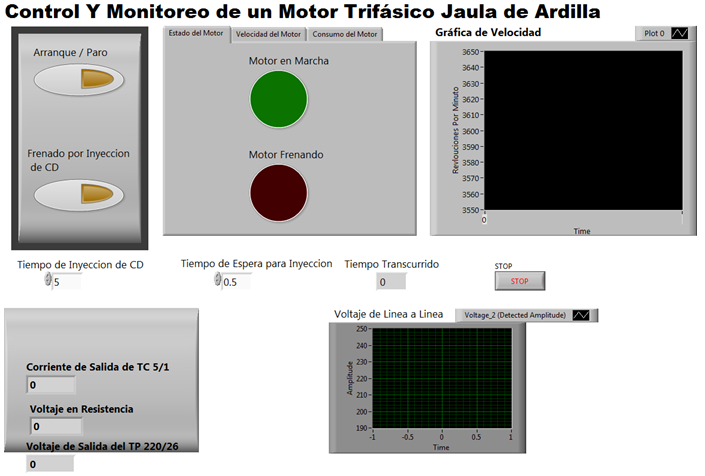 Control Y Monitoreo de un Motor Trifásico Jaula de Ardilla
Arranque / Paro
Frenado por Inyeccion
de CD
Estado del Motor
Velocidad del Motor
Consumo del Motor
Motor en Marcha
Motor Frenando
Gráfica de Velocidad
Plot 0
Revlouciones Por Minuto
3650
3640
3630
3620
3610
3600
3590
3580
3570
3560
3550
0
Time
Tiempo de Inyeccion de CD
5
Tiempo de Espera para Inyeccion
0.5
Tiempo Transcurrido
0
STOP
STOP
Corriente de Salida de TC 5/1
0
Voltaje en Resistencia
0
Voltaje de Salida del TP 220/26
0
Voltaje de Linea a Linea
Voltage_2 (Detected Amplitude)
Amplitude
250
240
230
220
210
200
190
-1
-0.5
0
0.5
1
Time